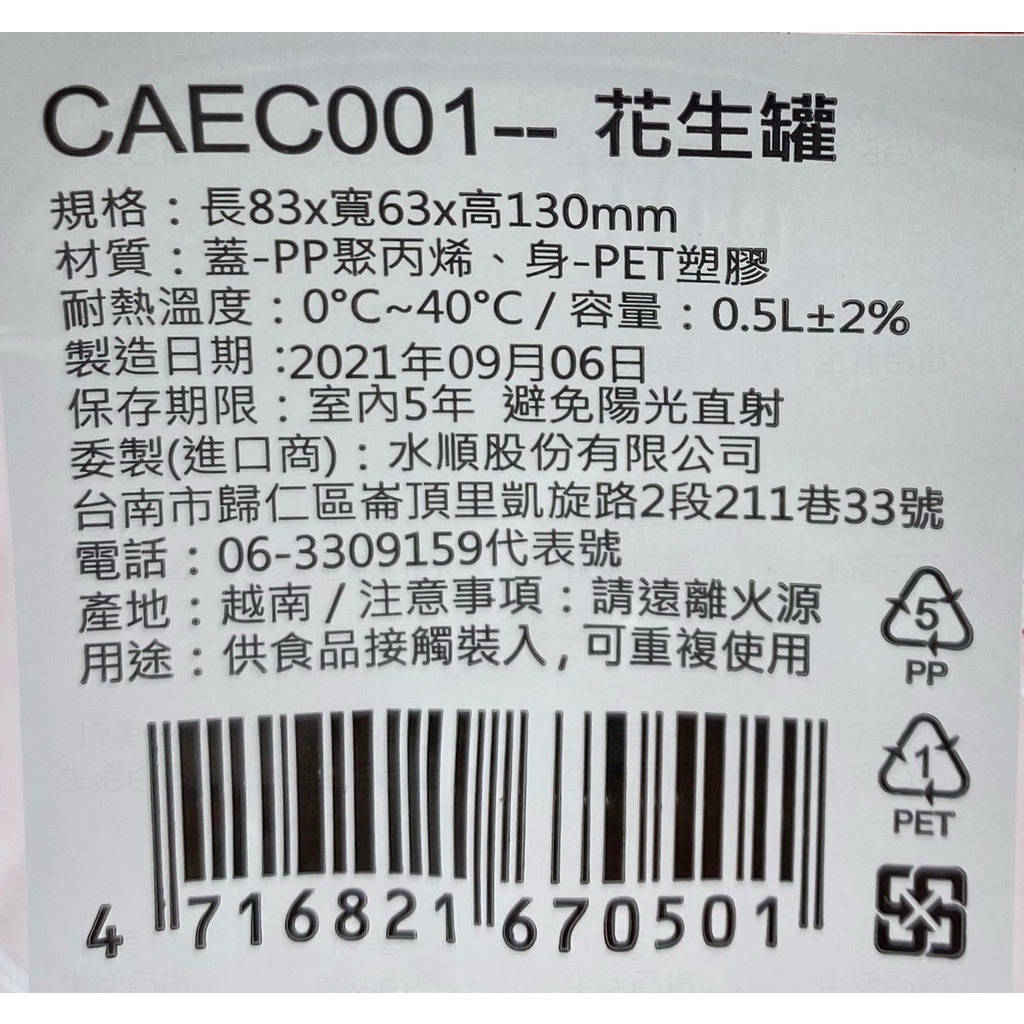 CAEC001-- 花生罐
規格：長83x寬63x高130mm
材質：蓋-PP聚丙烯、身-PET塑膠
耐熱溫度：0°C~40°C / 容量：0.5L±2%
製造日期 :2021年09月06日
保存期限：室內5年 避免陽光直射
委製(進口商)：水順股份有限公司
台南市歸仁區崙頂里凱旋路2段211巷33號
電話：06-3309159代表號
產地：越南 / 注意事項：請遠離火源
用途：供食品接觸裝入, 可重複使用
5
PP
1
PET
4 716821 670501